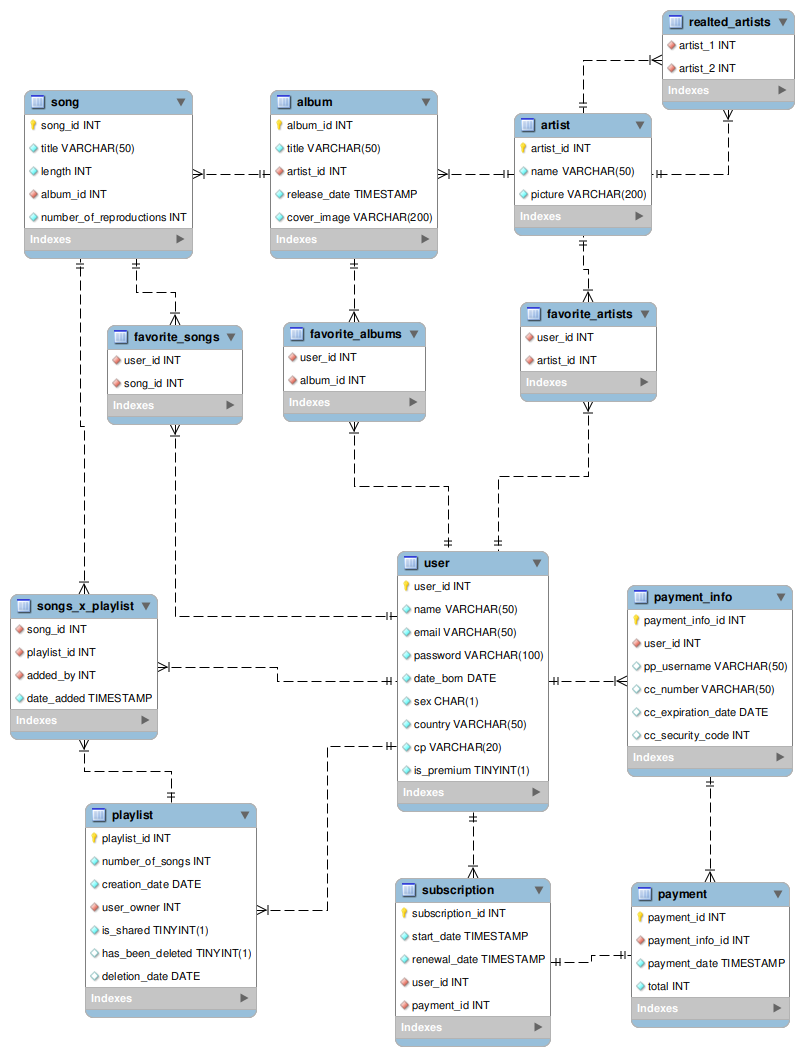 realted_artists
artist_1 INT
artist_2 INT
Indexes
song
song_id INT
title VARCHAR(50)
length INT
album_id INT
number_of_reproductions INT
Indexes
album
album_id INT
title VARCHAR(50)
artist_id INT
release_date TIMESTAMP
cover_image VARCHAR(200)
Indexes
artist
artist_id INT
name VARCHAR(50)
picture VARCHAR(200)
Indexes
favorite_songs
user_id INT
song_id INT
Indexes
favorite_albums
user_id INT
album_id INT
Indexes
favorite_artists
user_id INT
artist_id INT
Indexes
user
user_id INT
name VARCHAR(50)
email VARCHAR(50)
password VARCHAR(100)
date_born DATE
sex CHAR(1)
country VARCHAR(50)
cp VARCHAR(20)
is_premium TINYINT(1)
Indexes
payment_info
payment_info_id INT
user_id INT
pp_username VARCHAR(50)
cc_number VARCHAR(50)
cc_expiration_date DATE
cc_security_code INT
Indexes
songs_x_playlist
song_id INT
playlist_id INT
added_by INT
date_added TIMESTAMP
Indexes
playlist
playlist_id INT
number_of_songs INT
creation_date DATE
user_owner INT
is_shared TINYINT(1)
has_been_deleted TINYINT(1)
deletion_date DATE
Indexes
subscription
subscription_id INT
start_date TIMESTAMP
renewal_date TIMESTAMP
user_id INT
payment_id INT
Indexes
payment
payment_id INT
payment_info_id INT
payment_date TIMESTAMP
total INT
Indexes